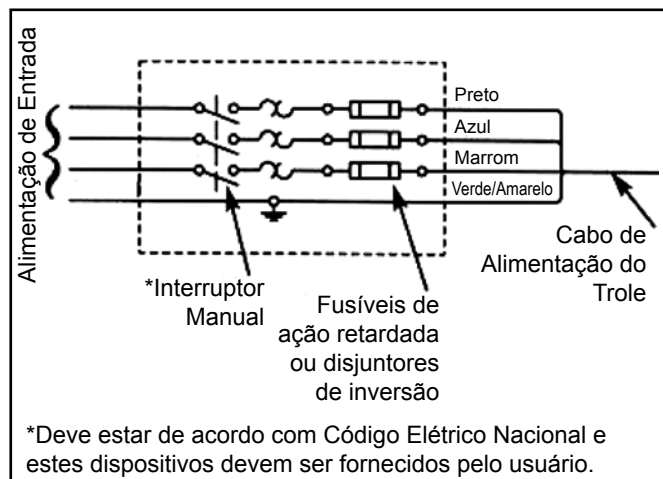 Alimentação de Entrada
Preto
Azul
Marrom
Verde/Amarelo
Cabo de
Alimentação do
Trole
*Interruptor
Manual
Fusíveis de
ação retardada
ou disjuntores
de inversão
*Deve estar de acordo com Código Elétrico Nacional e
estes dispositivos devem ser fornecidos pelo usuário.